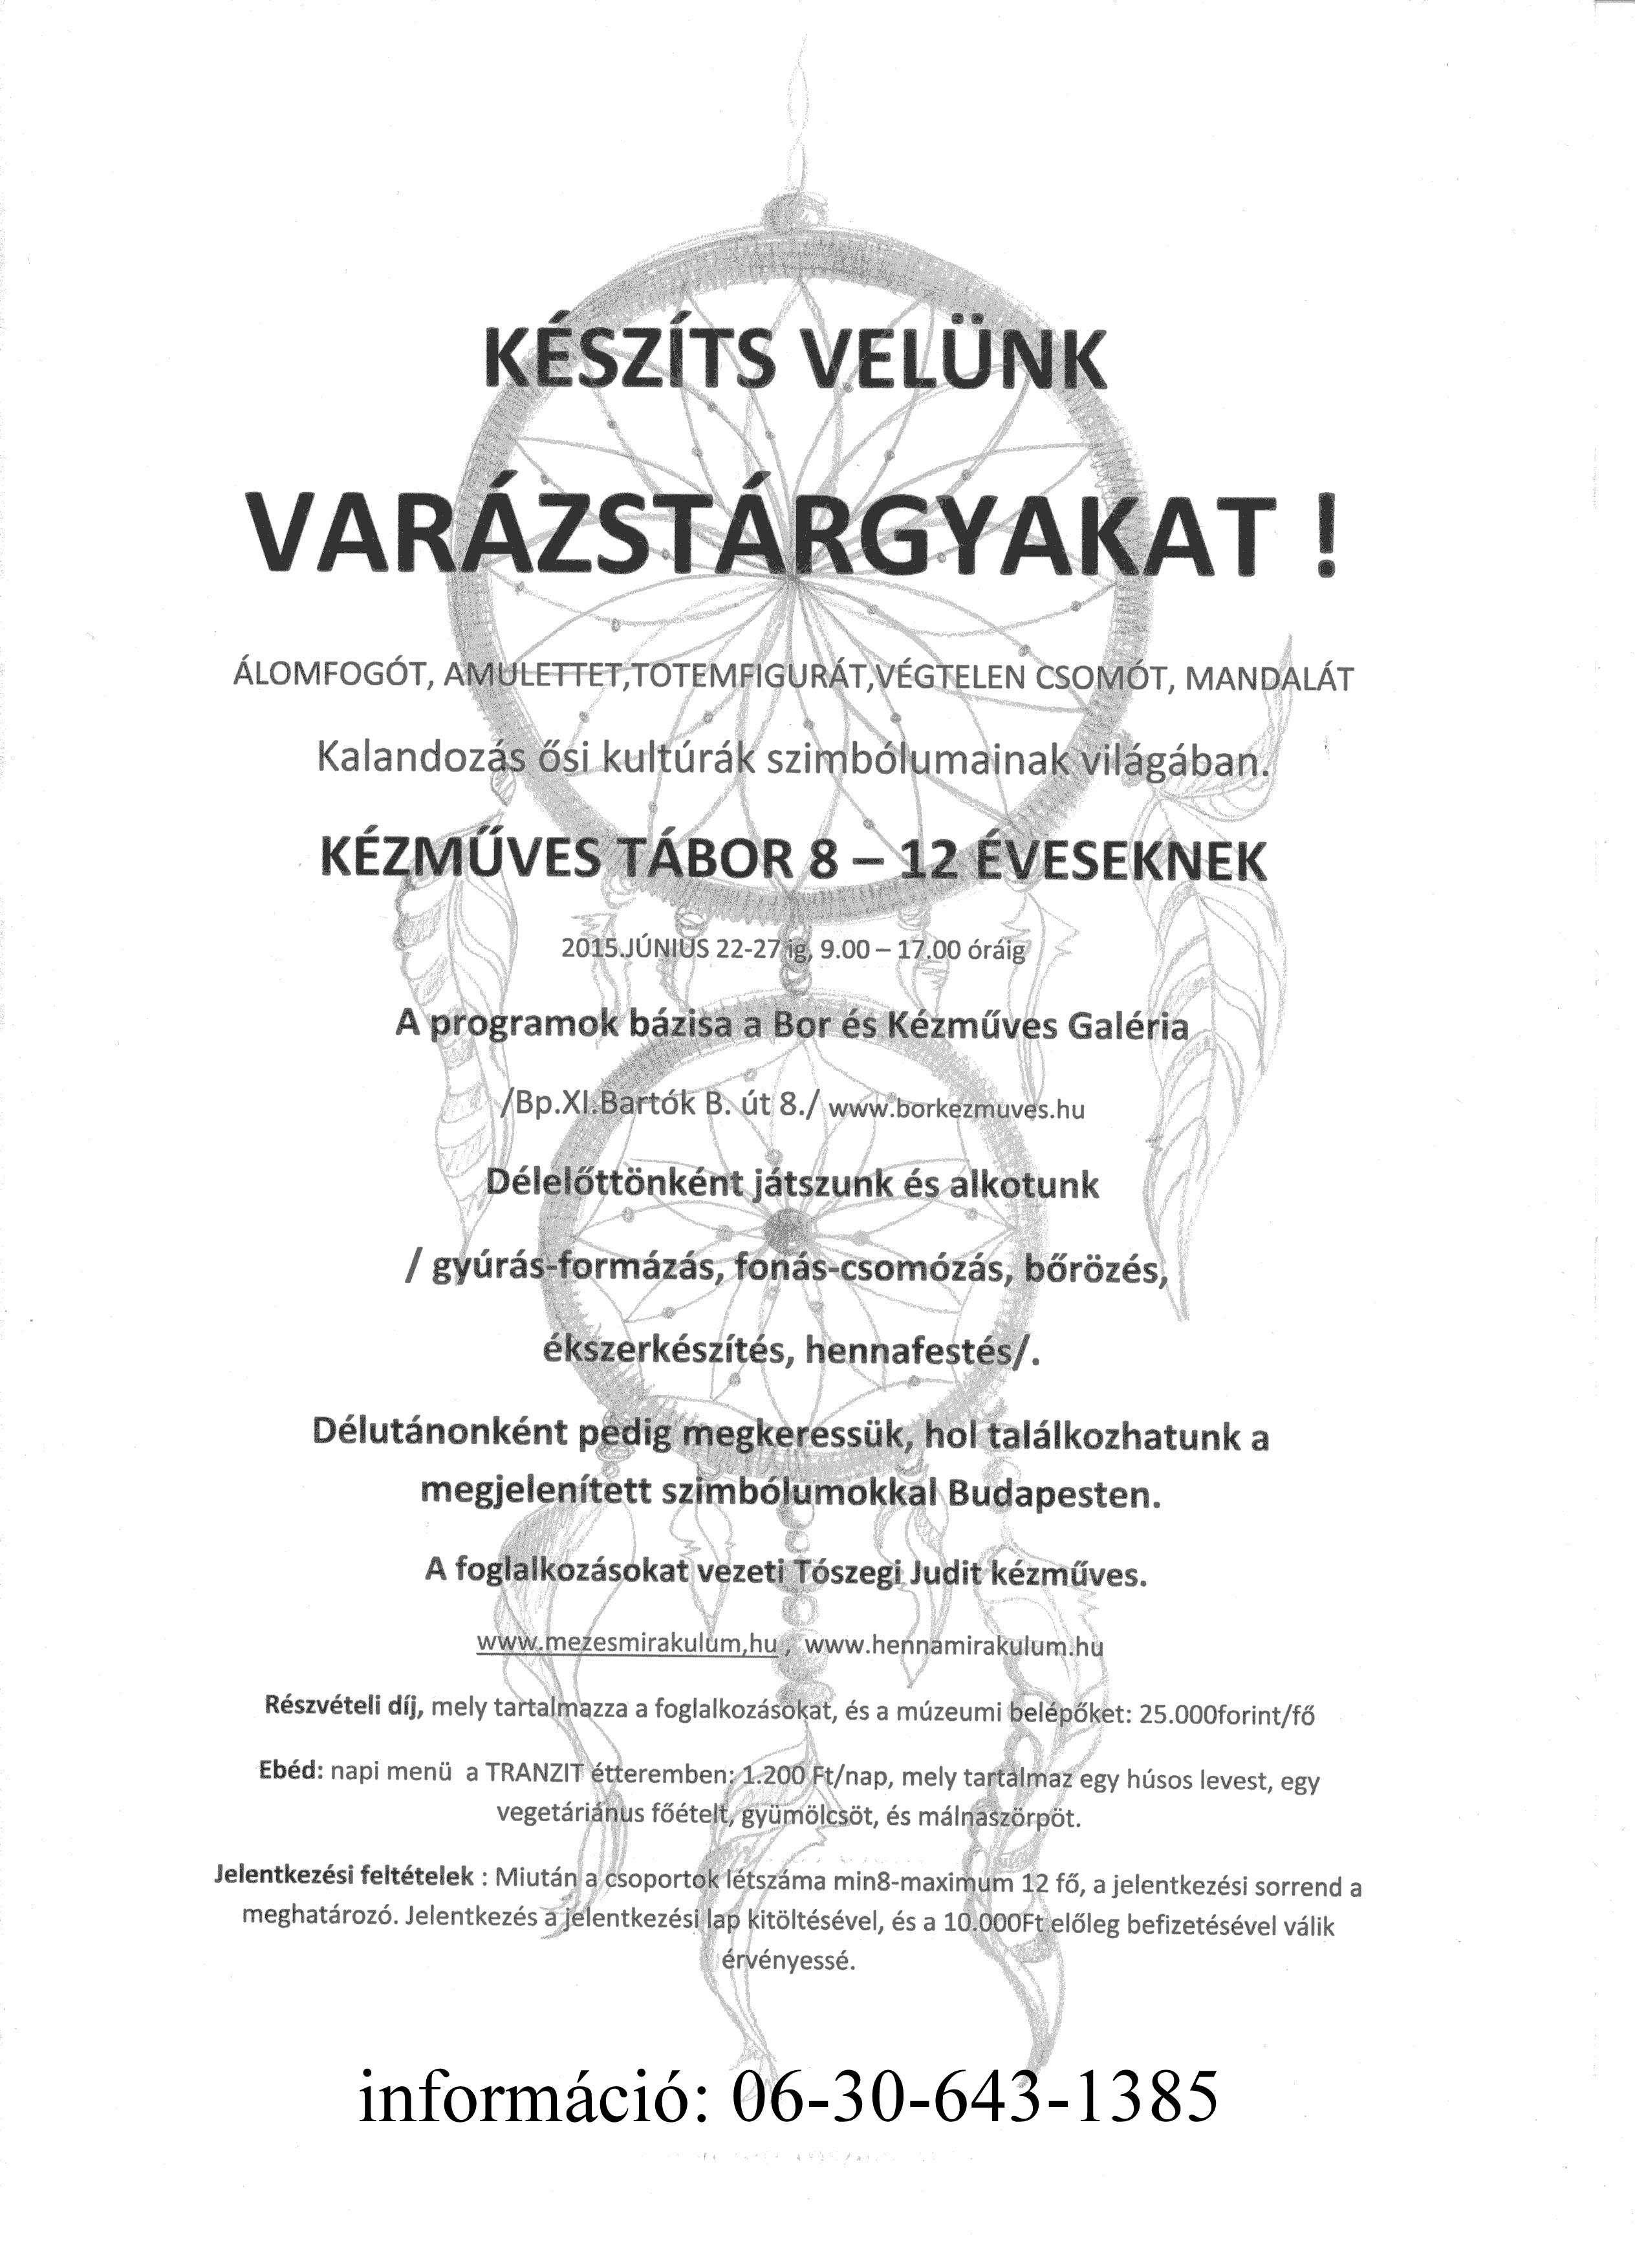 KÉSZÍTS VELÜNK
VARÁZSTÁRGYAKAT !
ÁLOMFOGÓT, AMULETTET,TOTEMFIGURÁT,VÉGTELEN CSOMÓT, MANDALÁT
Kalandozás ősi kultúrák szimbólumainak világában.
KÉZMŰVES TÁBOR 8 – 12 ÉVESEKNEK
2015.JÚNIUS 22-27 ig, 9.00 – 17.00 óráig
A programok bázisa a Bor és Kézműves Galéria
/Bp.XI.Bartók B. út 8./ www.borkezmuves.hu
Délelőttönként játszunk és alkotunk
/ gyúrás-formázás, fonás-csomózás, bőrözés,
ékszerkészítés, hennafestés/.
Délutánonként pedig megkeressük, hol találkozhatunk a
megjelenített szimbólumokkal Budapesten.
A foglalkozásokat vezeti Tószegi Judit kézműves.
www.mezesmirakulum,hu , www.hennamirakulum.hu
Részvételi díj, mely tartalmazza a foglalkozásokat, és a múzeumi belépőket: 25.000forint/fő
Ebéd: napi menü a TRANZIT étteremben: 1.200 Ft/nap, mely tartalmaz egy húsos levest, egy
vegetáriánus főételt, gyümölcsöt, és málnaszörpöt.
Jelentkezési feltételek : Miután a csoportok létszáma min8-maximum 12 fő, a jelentkezési sorrend a
meghatározó. Jelentkezés a jelentkezési lap kitöltésével, és a 10.000Ft előleg befizetésével válik
érvényessé.
információ: 06-30-643-1385